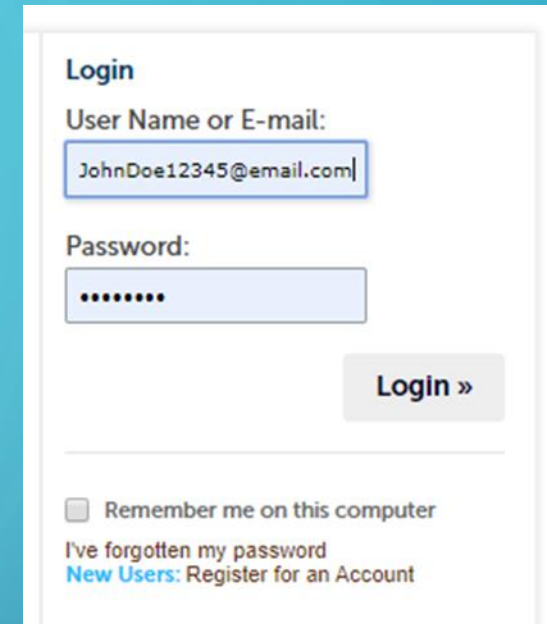 Login
User Name or E-mail:
JohnDoe12345@email.com
Password:
••••••••
Login »
Remember me on this computer
I've forgotten my password
New Users: Register for an Account